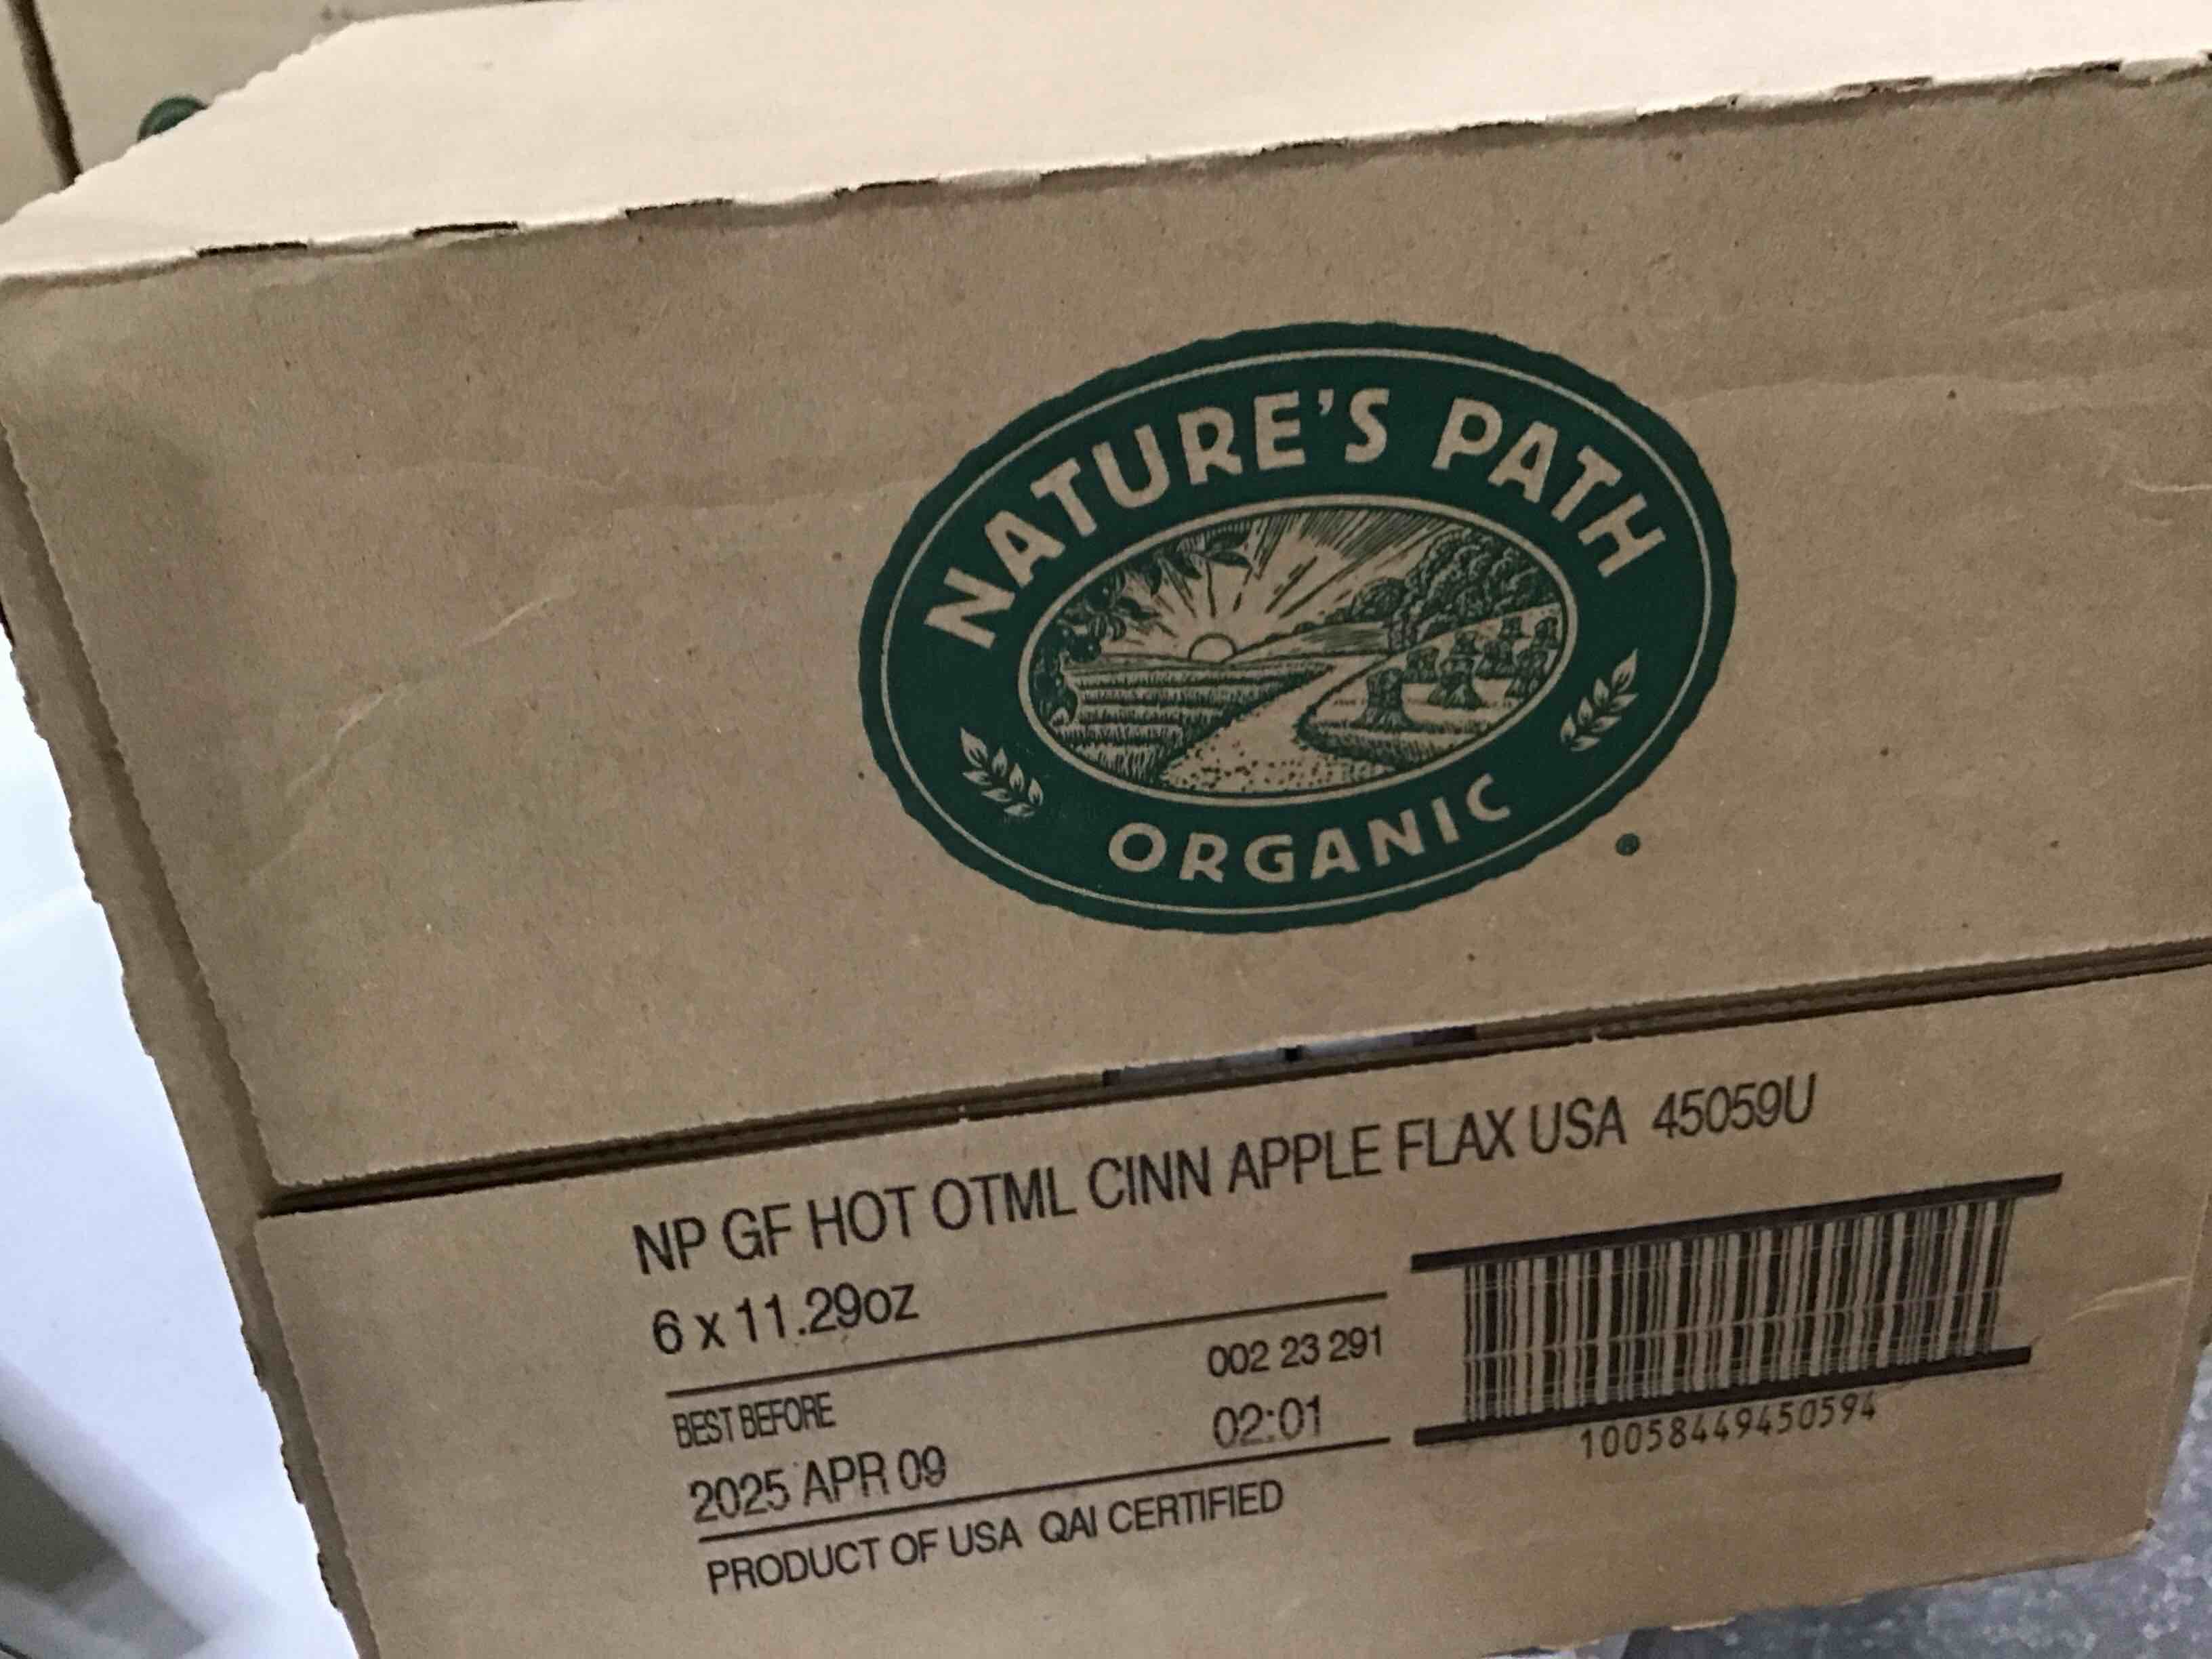 NATURE'S PATH
ORGANIC
®
NP GF HOT OTML CINN APPLE FLAX USA 45059U
6 x 11.29oz
BEST BEFORE
002 23 291
2025 APR 09
02:01
PRODUCT OF USA QAI CERTIFIED
10058449450594